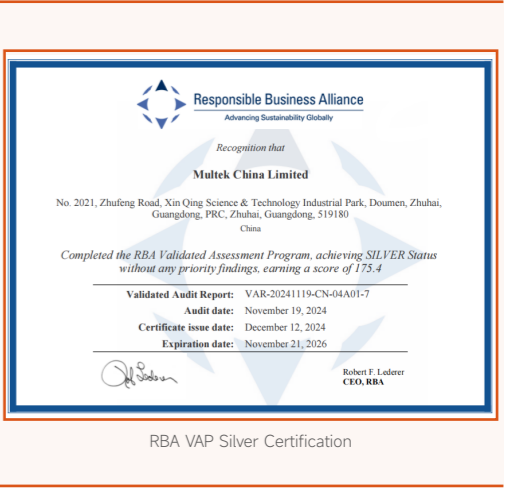 Responsible Business Alliance
Advancing Sustainability Globally
Recognition that
Multek China Limited
No. 2021, Zhufeng Road, Xin Qing Science & Technology Industrial Park, Doumen, Zhuhai,
Guangdong, PRC, Zhuhai, Guangdong, 519180
China
Completed the RBA Validated Assessment Program, achieving SILVER Status
without any priority findings, earning a score of 175.4
Validated Audit Report: VAR-20241119-CN-04A01-7
Audit date: November 19, 2024
Certificate issue date: December 12, 2024
Expiration date: November 21, 2026
Robert F. Lederer
CEO, RBA
RBA VAP Silver Certification